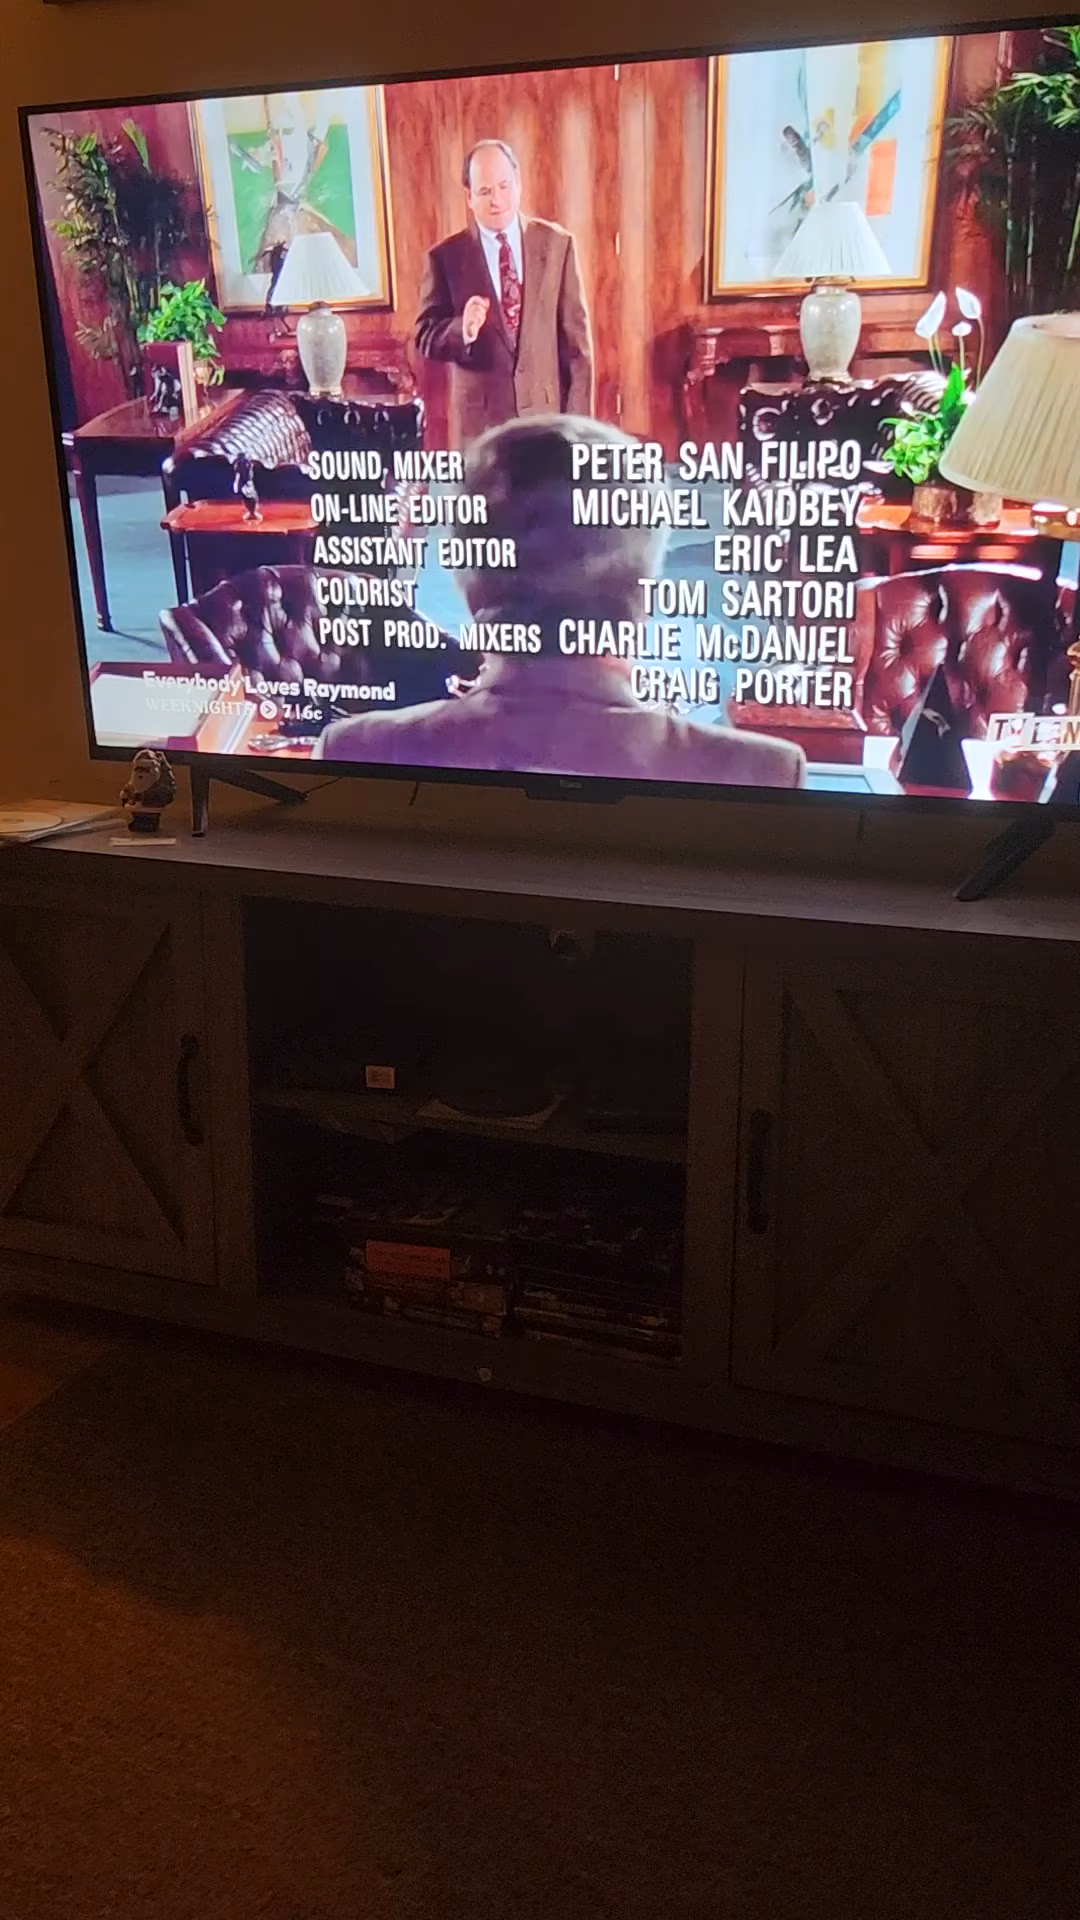 SOUND MIXER PETER SAN FILIPO
ON-LINE EDITOR MICHAEL KAIDBEY
ASSISTANT EDITOR ERIC LEA
COLORIST TOM SARTORI
POST PROD. MIXERS CHARLIE McDANIEL
CRAIG PORTER
Everybody Loves Raymond
WEEKNIGHTS 7 | 6c